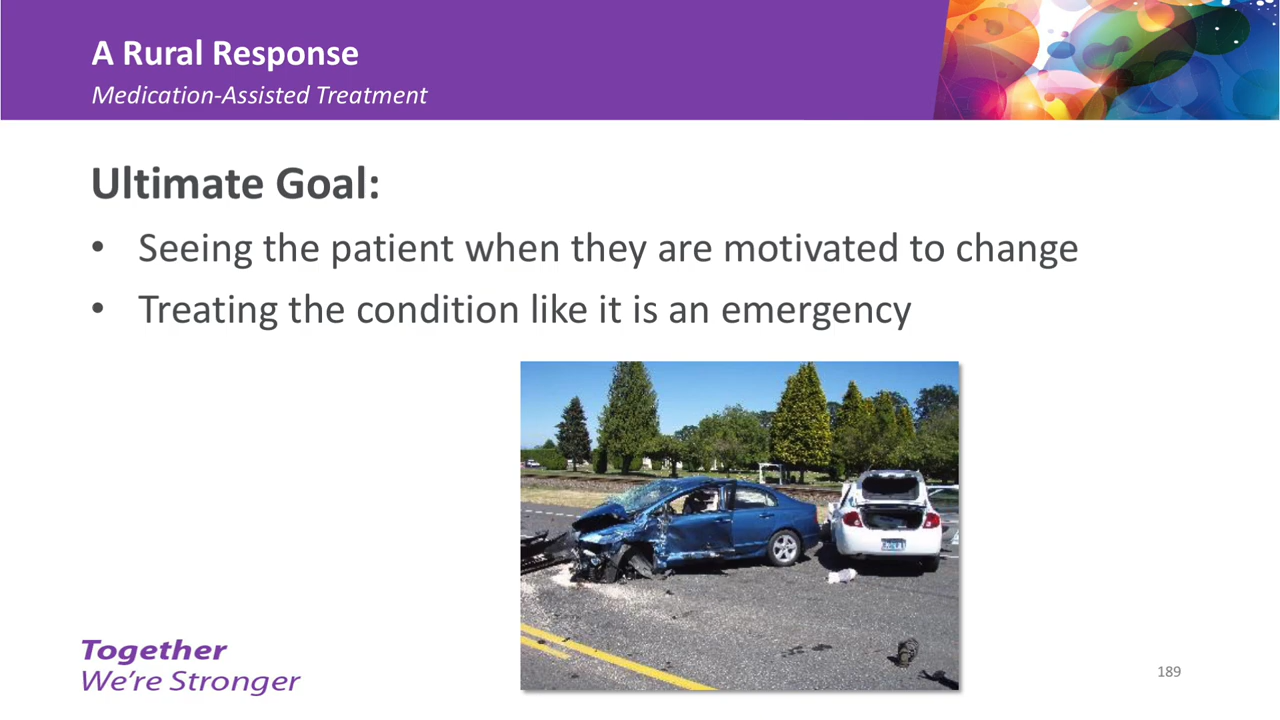 A Rural Response
Medication-Assisted Treatment
Ultimate Goal:
• Seeing the patient when they are motivated to change
• Treating the condition like it is an emergency
Together
We're Stronger
189